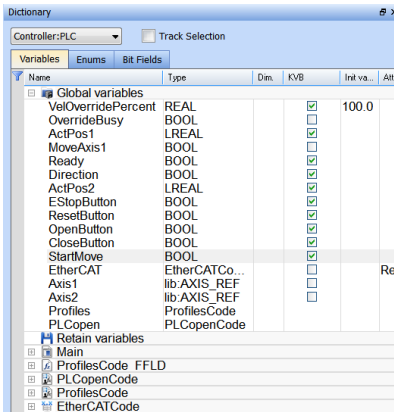 Dictionary
Controller:PLC Track Selection
Variables Enums Bit Fields
Name Type Dim. KVB Init va... Att
Global variables
VelOverridePercent REAL 100.0
OverrideBusy BOOL
ActPos1 LREAL
MoveAxis1 BOOL
Ready BOOL
Direction BOOL
ActPos2 LREAL
EStopButton BOOL
ResetButton BOOL
OpenButton BOOL
CloseButton BOOL
StartMove BOOL
EtherCAT EtherCATCo... Re
Axis1 lib:AXIS_REF
Axis2 lib:AXIS_REF
Profiles ProfilesCode
PLCopen PLCopenCode
Retain variables
Main
ProfilesCode FFLD
PLCopenCode
ProfilesCode
EtherCATCode